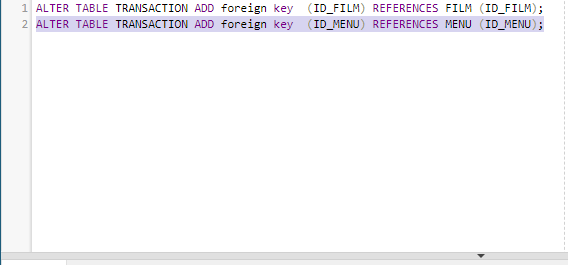 1 ALTER TABLE TRANSACTION ADD foreign key  (ID_FILM) REFERENCES FILM (ID_FILM);
2 ALTER TABLE TRANSACTION ADD foreign key  (ID_MENU) REFERENCES MENU (ID_MENU);